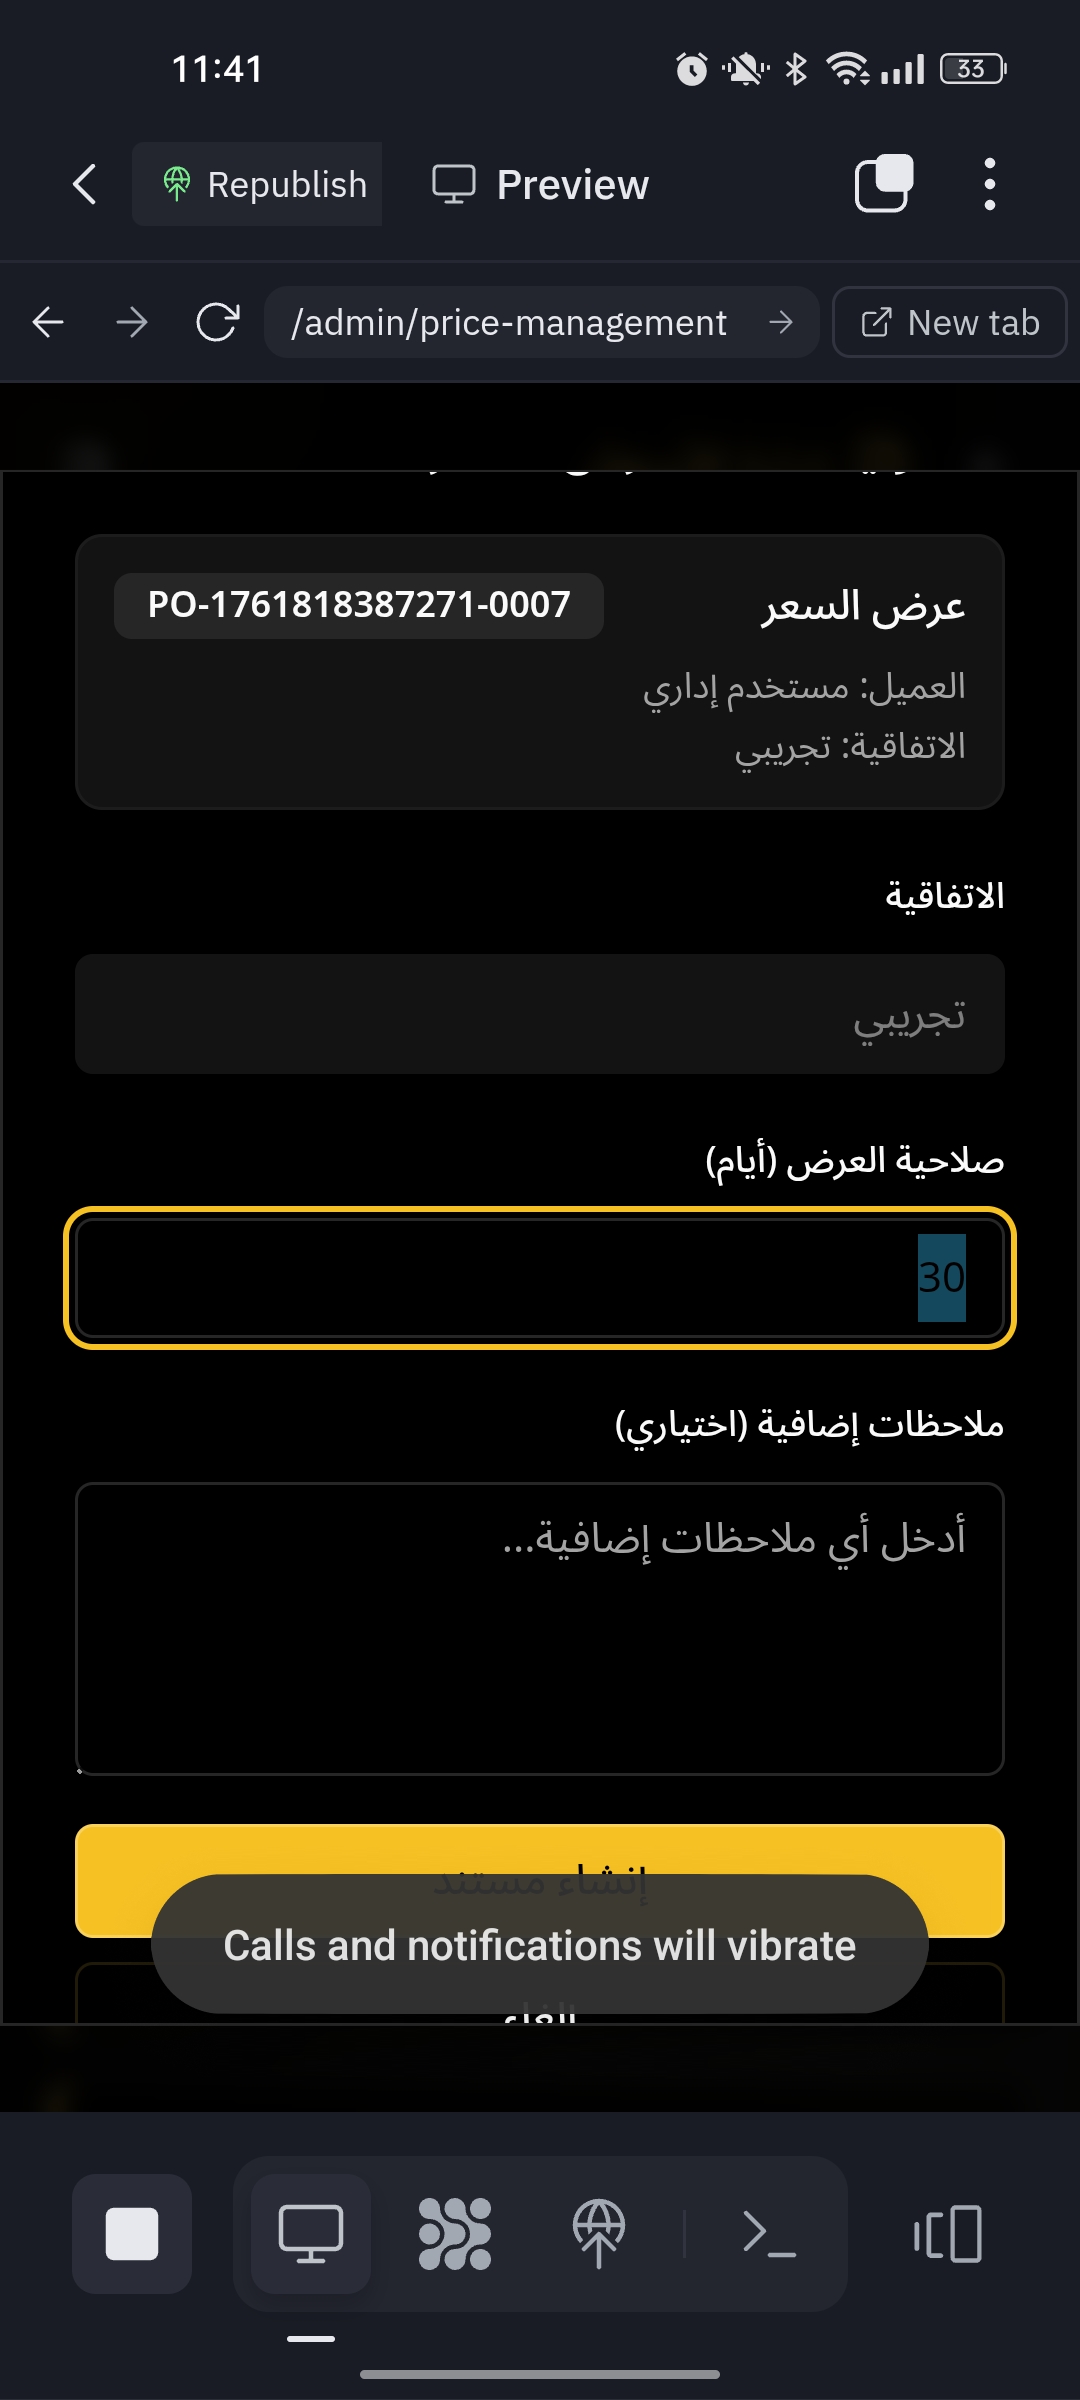 11:41
33
Republish
Preview
/admin/price-management
New tab
عرض السعر
PO-1761818387271-0007
العميل: مستخدم إداري
الاتفاقية: تجريبي
الاتفاقية
تجريبي
صلاحية العرض (أيام)
30
ملاحظات إضافية (اختياري)
أدخل أي ملاحظات إضافية...
إنشاء مستند
Calls and notifications will vibrate